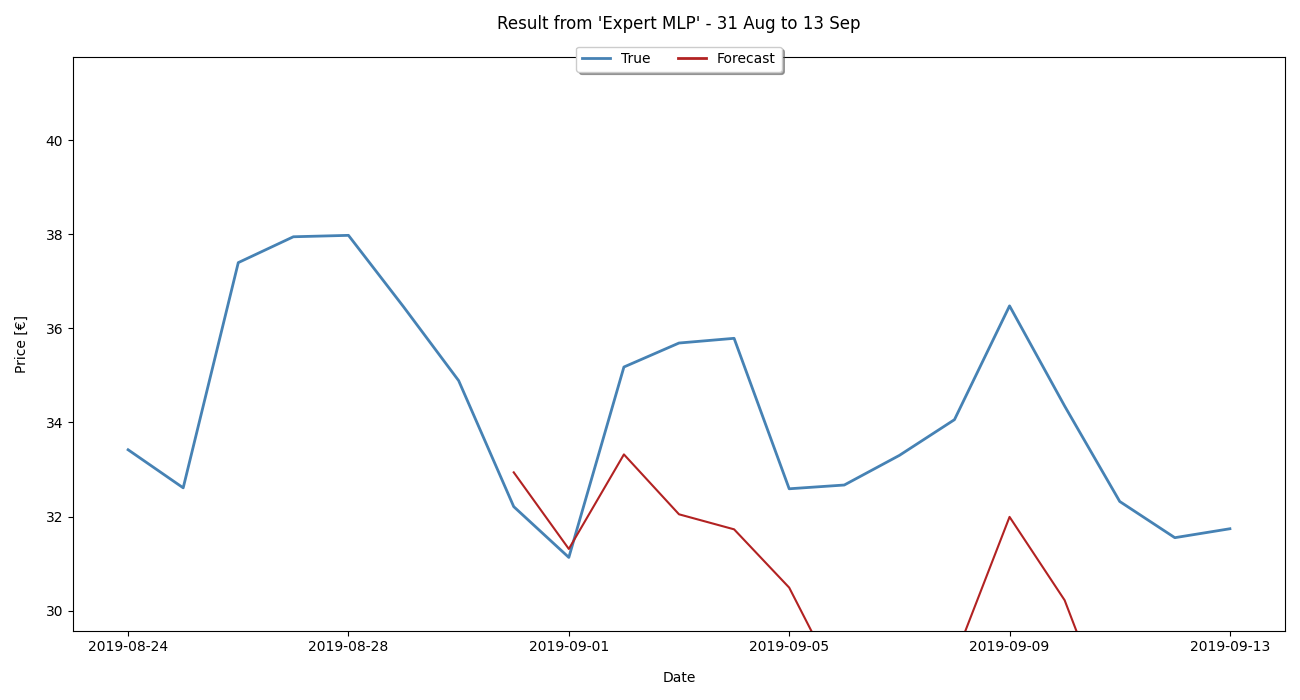 Result from 'Expert MLP' - 31 Aug to 13 Sep
True Forecast
40
38
36
34
32
30
Price [€]
2019-08-24 2019-08-28 2019-09-01 2019-09-05 2019-09-09 2019-09-13
Date